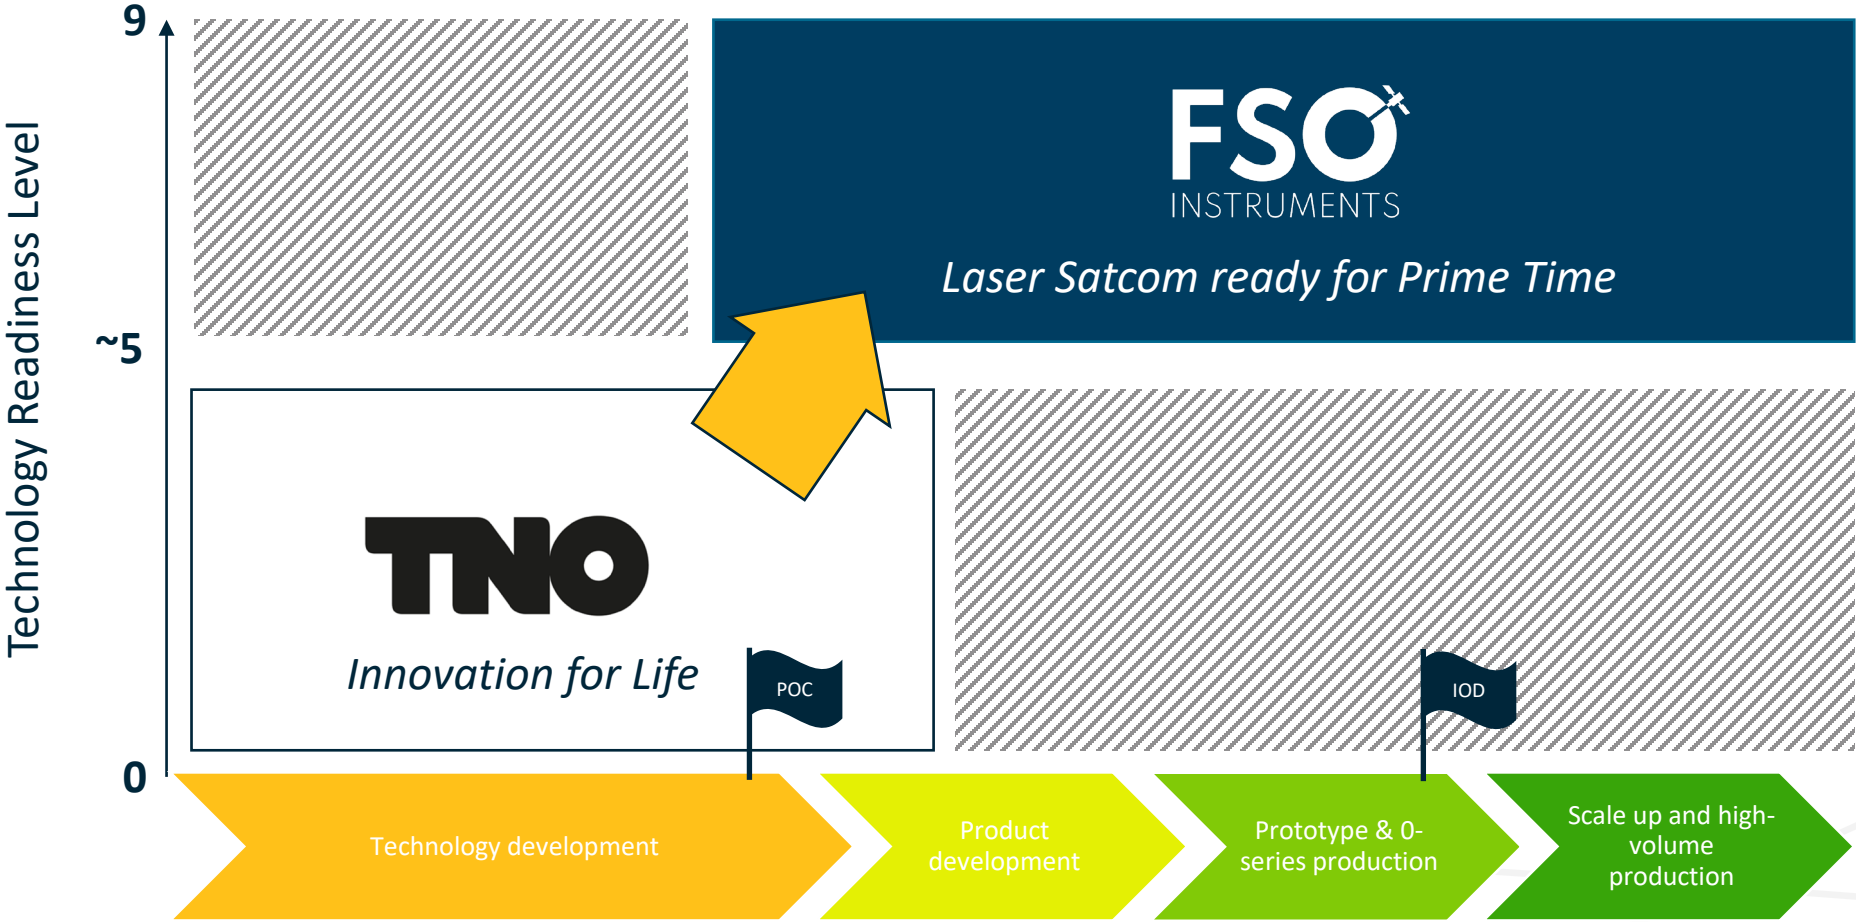 9
Technology Readiness Level
FSO
INSTRUMENTS
Laser Satcom ready for Prime Time
~5
TNO
Innovation for Life
POC
IOD
0
Technology development
Product
development
Prototype & 0-
series production
Scale up and high-
volume
production